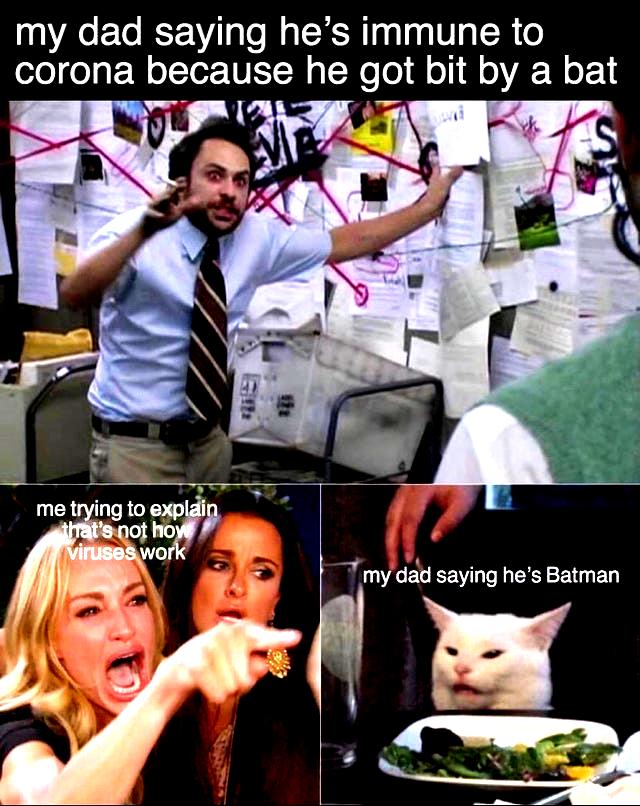 my dad saying he's immune to
corona because he got bit by a bat
me trying to explain
that's not how
viruses work
my dad saying he's Batman